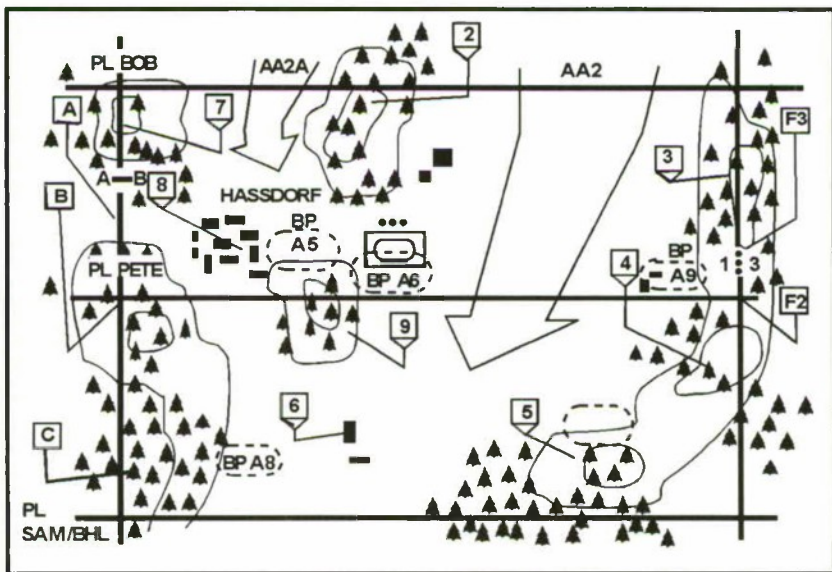 2
PL BOB
AA2A
AA2
A
7
F3
3
A B
8
HASSDORF
B
BP
A5
BP
A9
1 3
4
PL PETE
BP A6
F2
9
6
5
C
BP A8
PL
SAM/BHL